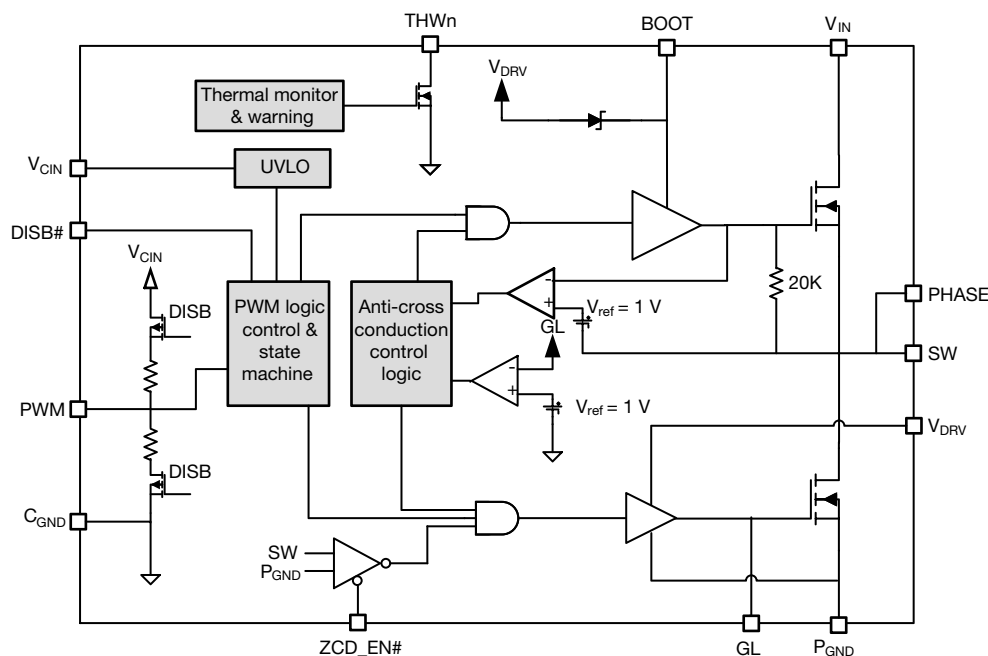 THWn
BOOT
VIN
VDRV
Thermal monitor
& warning
VCIN
UVLO
DISB#
VCIN
DISB
PWM logic
control &
state
machine
Anti-cross
conduction
control
logic
-
+
Vref = 1 V
20K
PHASE
GL
SW
-
+
Vref = 1 V
PWM
VDRV
DISB
CGND
SW
PGND
ZCD_EN#
GL
PGND